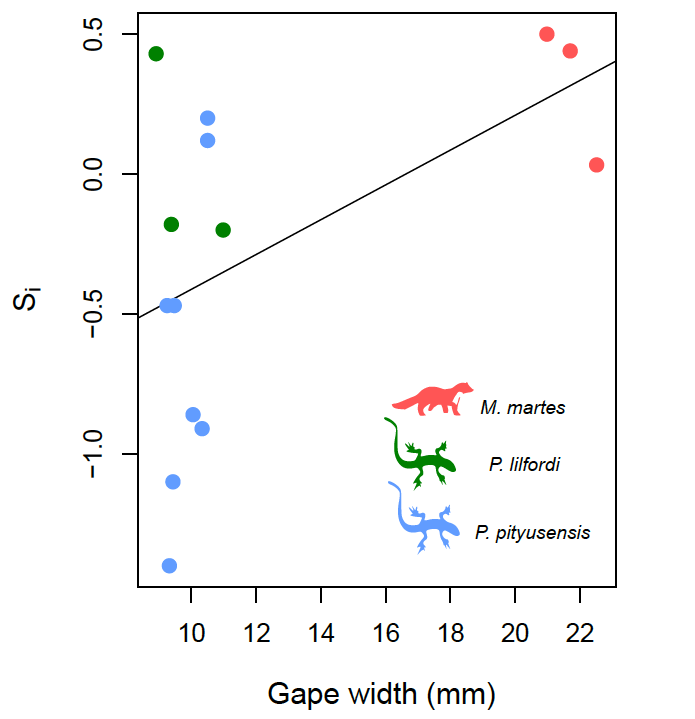 0.5
0.0
−0.5
−1.0
Si
M. martes
P. lilfordi
P. pityusensis
10 12 14 16 18 20 22
Gape width (mm)